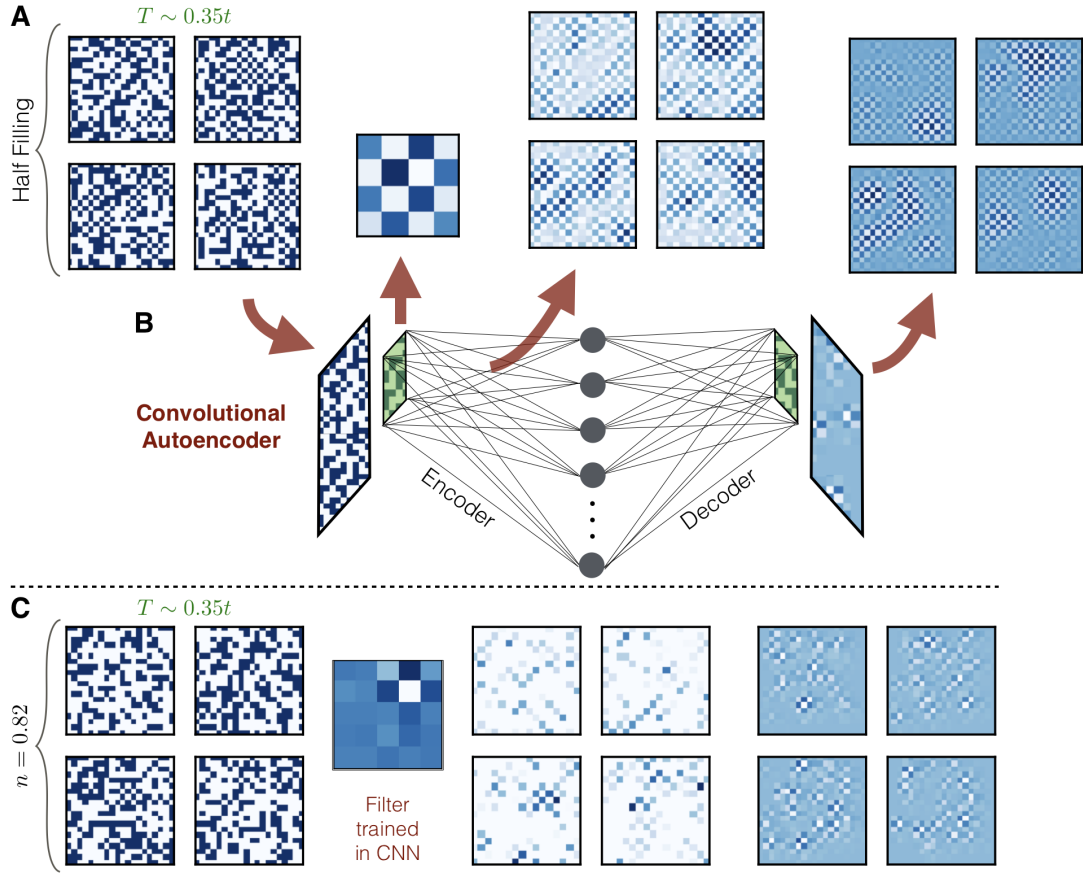 A
T ∼ 0.35t
Half Filling
B
Convolutional
Autoencoder
Encoder
Decoder
C
T ∼ 0.35t
n = 0.82
Filter
trained
in CNN